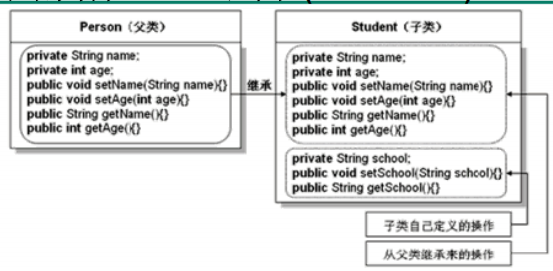 Person（父类）
private String name;
private int age;
public void setName(String name){}
public void setAge(int age){}
public String getName(){}
public int getAge(){}
继承
Student（子类）
private String name;
private int age;
public void setName(String name){}
public void setAge(int age){}
public String getName(){}
public int getAge(){}
private String school;
public void setSchool(String school){}
public String getSchool(){}
子类自己定义的操作
从父类继承来的操作